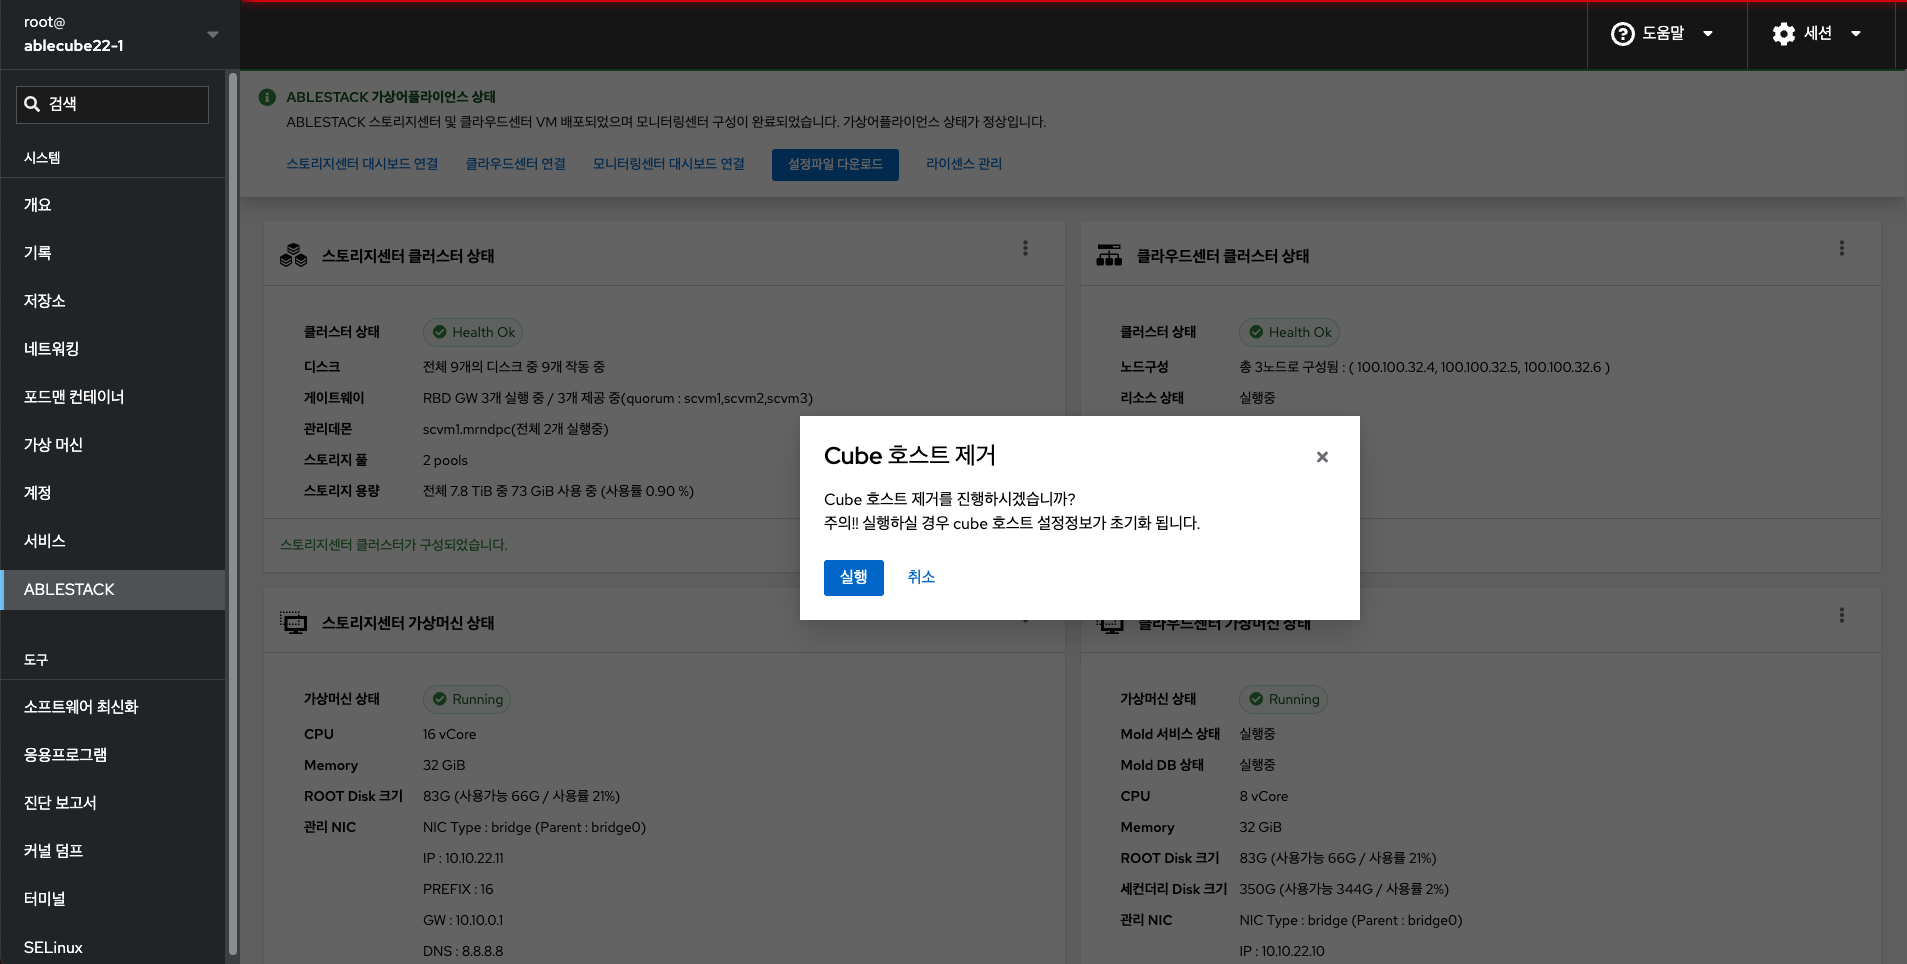 root@
ablecube22-1
도움말
세션
검색
시스템
개요
기록
저장소
네트워킹
포드맨 컨테이너
가상 머신
계정
서비스
ABLESTACK
도구
소프트웨어 최신화
응용프로그램
진단 보고서
커널 덤프
터미널
SELinux
ABLESTACK 가상어플라이언스 상태
ABLESTACK 스토리지센터 및 클라우드센터 VM 배포되었으며 모니터링센터 구성이 완료되었습니다. 가상어플라이언스 상태가 정상입니다.
스토리지센터 대시보드 연결 클라우드센터 연결 모니터링센터 대시보드 연결 설정파일 다운로드 라이센스 관리
스토리지센터 클러스터 상태
클러스터 상태 Health Ok
디스크 전체 9개의 디스크 중 9개 작동 중
게이트웨이 RBD GW 3개 실행 중 / 3개 제공 중(quorum : scvm1,scvm2,scvm3)
관리데몬 scvm1.mrndpc(전체 2개 실행중)
스토리지 풀 2 pools
스토리지 용량 전체 7.8 TiB 중 73 GiB 사용 중 (사용률 0.90 %)
스토리지센터 클러스터가 구성되었습니다.
클라우드센터 클러스터 상태
클러스터 상태 Health Ok
노드구성 총 3노드로 구성됨 : ( 100.100.32.4, 100.100.32.5, 100.100.32.6 )
리소스 상태 실행중
Cube 호스트 제거
Cube 호스트 제거를 진행하시겠습니까?
주의!! 실행하실 경우 cube 호스트 설정정보가 초기화 됩니다.
실행 취소
스토리지센터 가상머신 상태
가상머신 상태 Running
CPU 16 vCore
Memory 32 GiB
ROOT Disk 크기 83G (사용가능 66G / 사용률 21%)
관리 NIC NIC Type : bridge (Parent : bridge0)
IP : 10.10.22.11
PREFIX : 16
GW : 10.10.0.1
DNS : 8.8.8.8
클라우드센터 가상머신 상태
가상머신 상태 Running
Mold 서비스 상태 실행중
Mold DB 상태 실행중
CPU 8 vCore
Memory 32 GiB
ROOT Disk 크기 83G (사용가능 66G / 사용률 21%)
세컨더리 Disk 크기 350G (사용가능 344G / 사용률 2%)
관리 NIC NIC Type : bridge (Parent : bridge0)
IP : 10.10.22.10